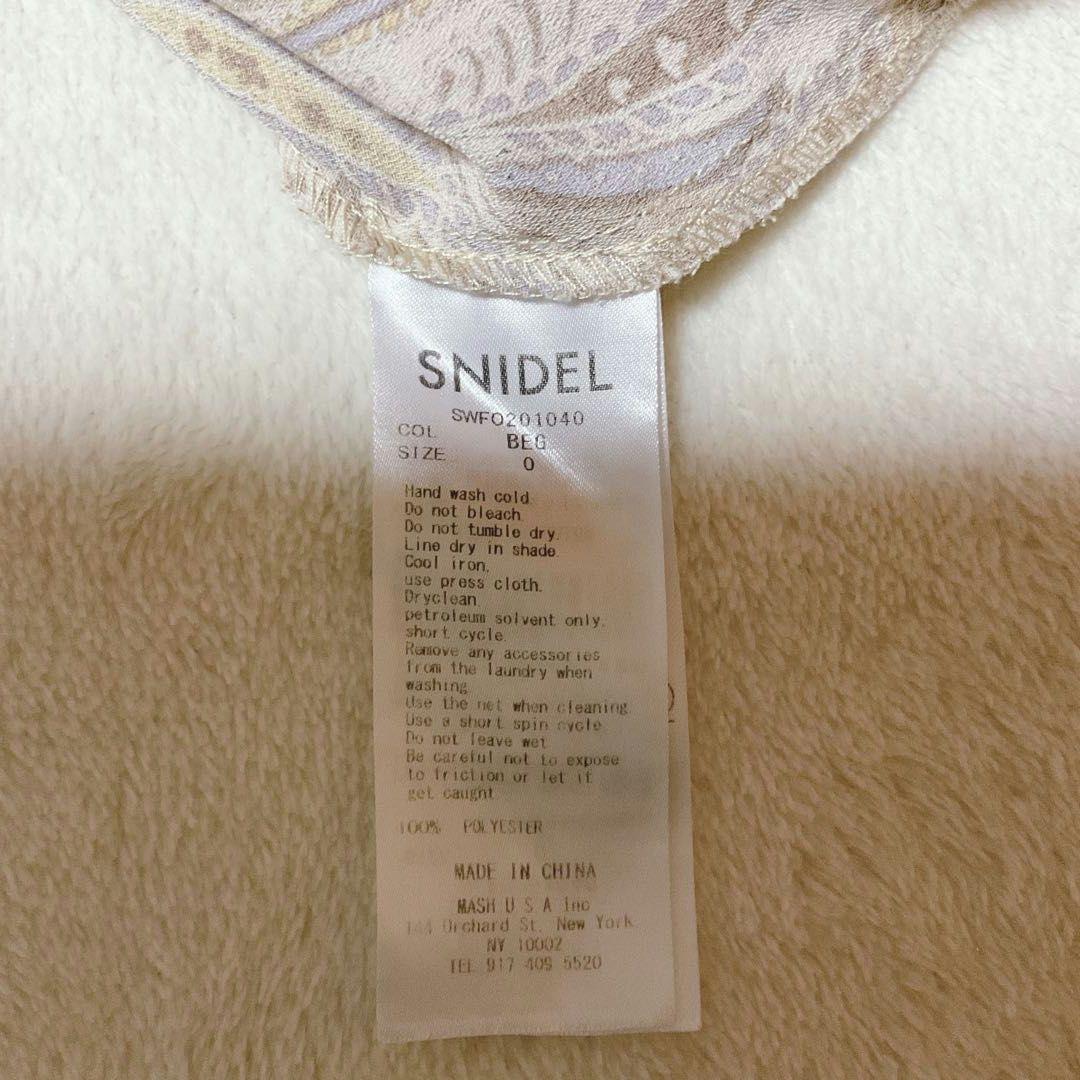 SNIDEL
SWFO201040
COL BEG
SIZE 0
Hand wash cold
Do not bleach.
Do not tumble dry.
Line dry in shade.
Cool iron.
use press cloth.
Dryclean
petroleum solvent only.
short cycle.
Remove any accessories
from the laundry when
washing
Use the net when cleaning
Use a short spin cycle
Do not leave wet
Be careful not to expose
to friction or let it
get caught
100% POLYESTER
MADE IN CHINA
MASH U S A Inc
144 Orchard St. New York
NY 10002
TEL 917 409 5520